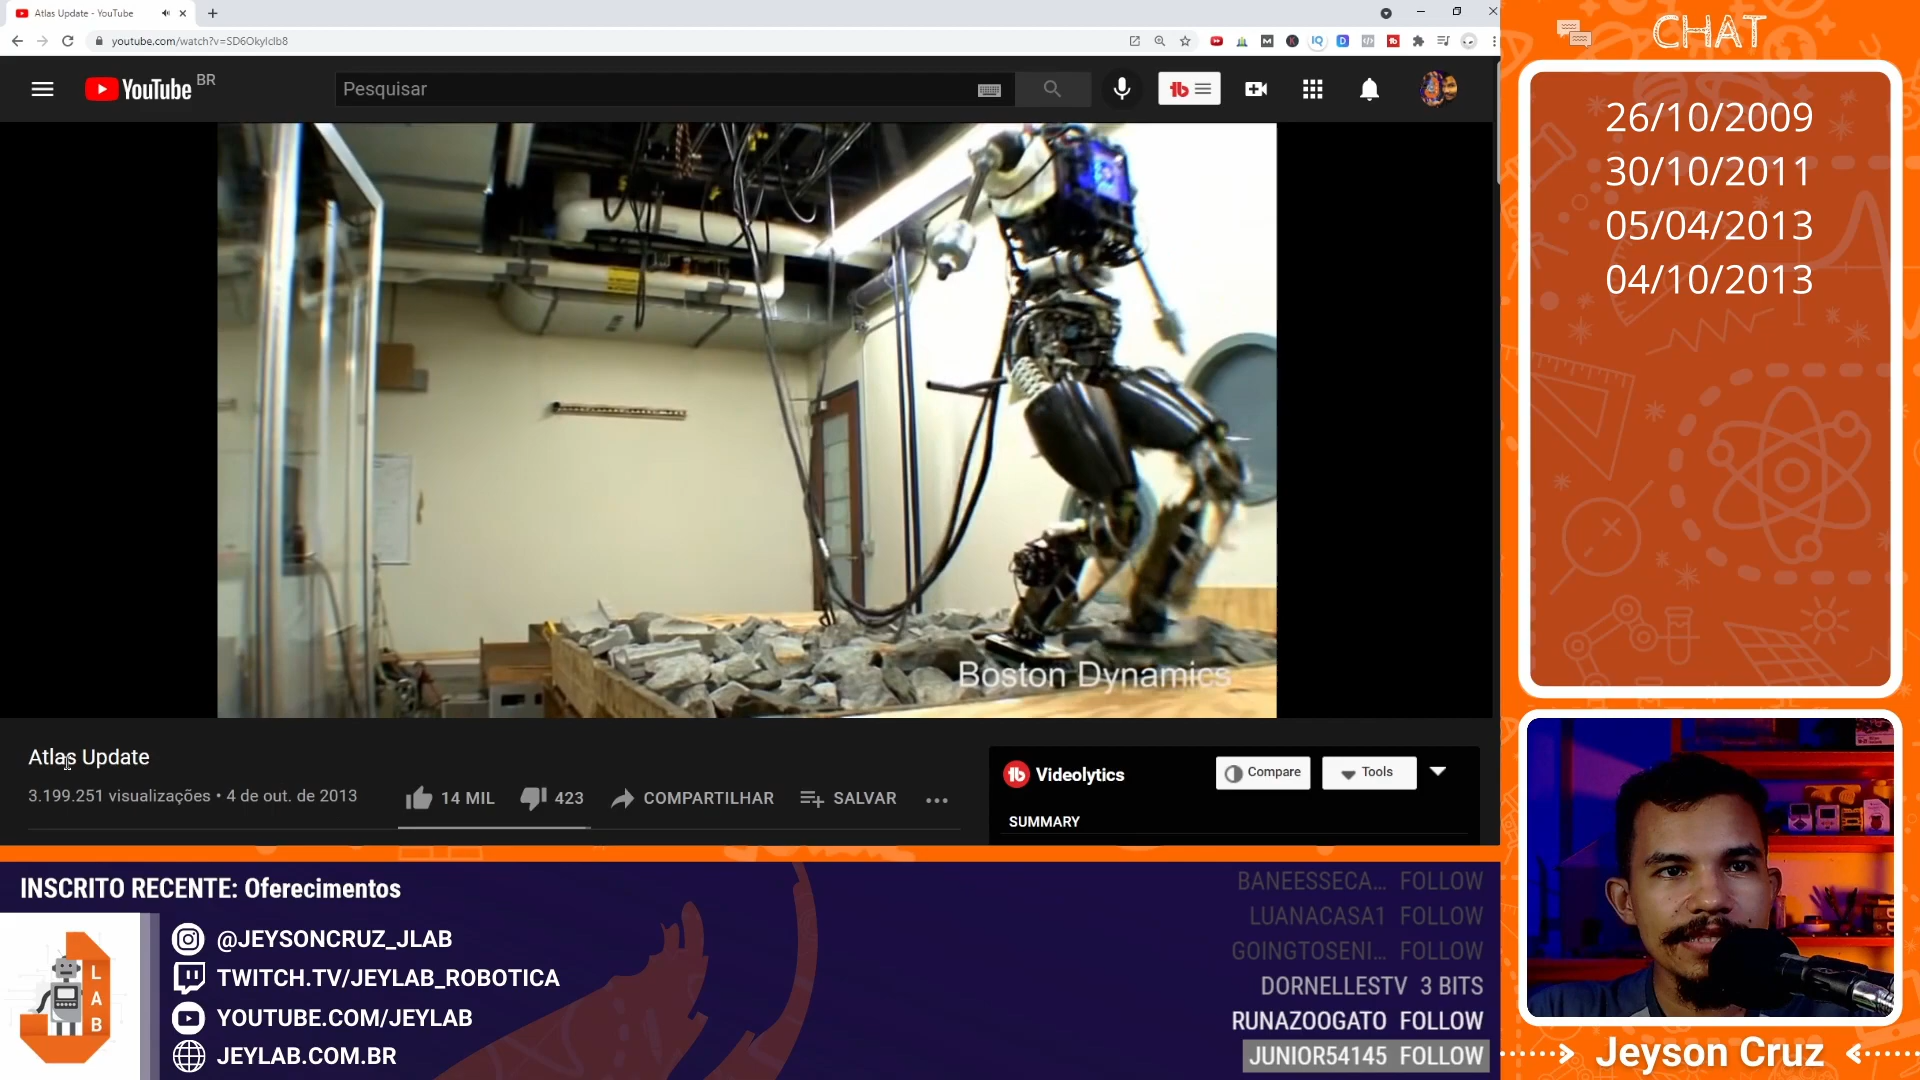 Atlas Update - YouTube
youtube.com/watch?v=SD6Okylclb8
YouTube BR
Pesquisar
Boston Dynamics
Atlas Update
3.199.251 visualizações • 4 de out. de 2013
14 MIL
423
COMPARTILHAR
SALVAR
Videolytics
Compare
Tools
SUMMARY
CHAT
26/10/2009
30/10/2011
05/04/2013
04/10/2013
INSCRITO RECENTE: Oferecimentos
LAB
@JEYSONCRUZ_JLAB
TWITCH.TV/JEYLAB_ROBOTICA
YOUTUBE.COM/JEYLAB
JEYLAB.COM.BR
BANEESSECA... FOLLOW
LUANACASA1 FOLLOW
GOINGTOSENI... FOLLOW
DORNELLESTV 3 BITS
RUNAZOOGATO FOLLOW
JUNIOR54145 FOLLOW
Jeyson Cruz